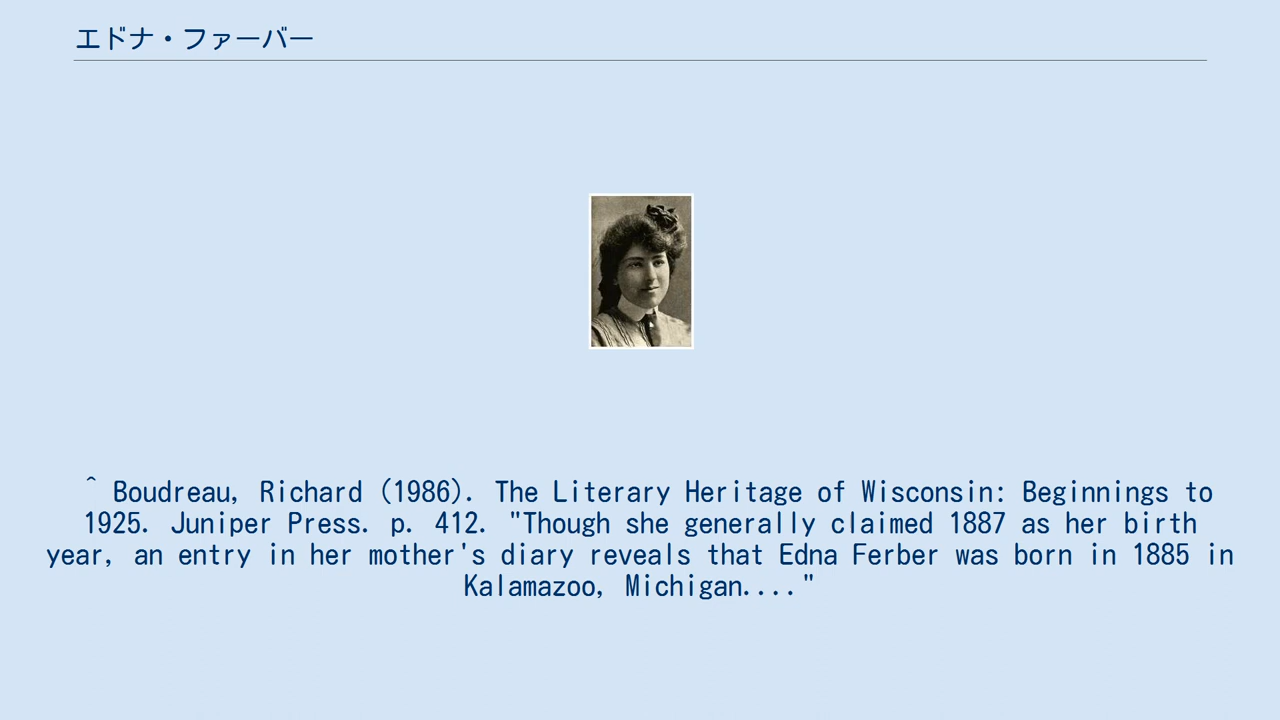 エドナ・ファーバー
^ Boudreau, Richard (1986). The Literary Heritage of Wisconsin: Beginnings to
1925. Juniper Press. p. 412. "Though she generally claimed 1887 as her birth
year, an entry in her mother's diary reveals that Edna Ferber was born in 1885 in
Kalamazoo, Michigan...."